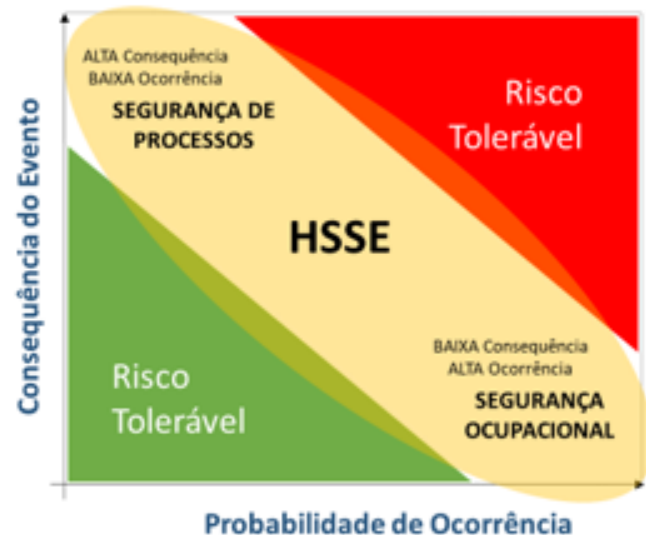 Consequência do Evento
ALTA Consequência
BAIXA Ocorrência
SEGURANÇA DE
PROCESSOS
Risco
Tolerável
HSSE
BAIXA Consequência
ALTA Ocorrência
SEGURANÇA
OCUPACIONAL
Risco
Tolerável
Probabilidade de Ocorrência